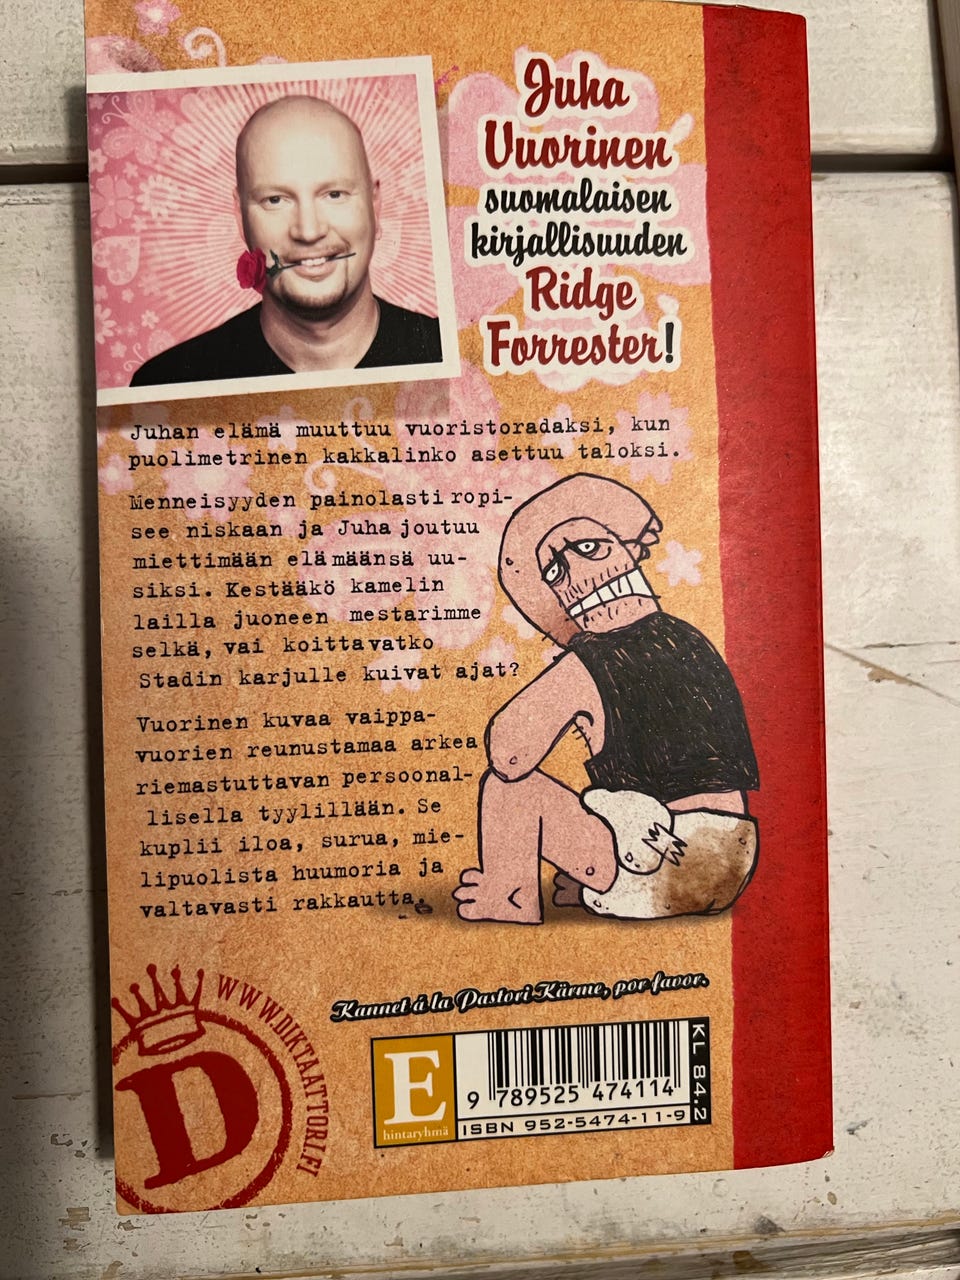 Juha
Vuorinen
suomalaisen
kirjallisuuden
Ridge
Forrester!
Juhan elämä muuttuu vuoristoradaksi, kun
puolimetrinen kakkalinko asettuu taloksi.
Menneisyyden painolasti ropi-
see niskaan ja Juha joutuu
miettimään elämäänsä uu-
siksi. Kestääkö kamelin
lailla juoneen mestarimme
selkä, vai koittavatko
Stadin karjulle kuivat ajat?
Vuorinen kuvaa vaippa-
vuorien reunustamaa arkea
riemastuttavan persoonal-
lisella tyylillään. Se
kuplii iloa, surua, mie-
lipuolista huumoria ja
valtavasti rakkautta.
Kannet á la Pastori Kärme, por favor.
WWW.DIKTAATTORI.FI
D
E
hintaryhmä
9 789525 474114
ISBN 952-5474-11-9
KL 84.2